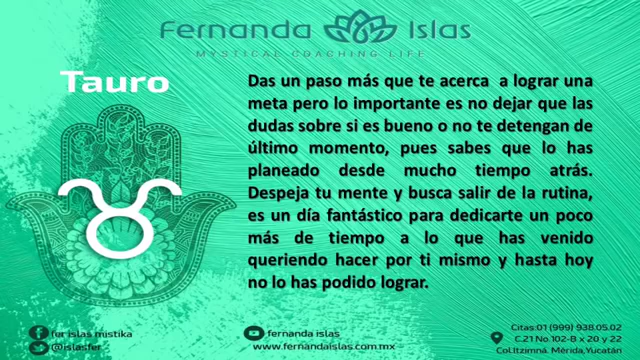 Fernanda Islas
MYSTICAL COACHING LIFE
Tauro
Das un paso más que te acerca a lograr una
meta pero lo importante es no dejar que las
dudas sobre si es bueno o no te detengan de
último momento, pues sabes que lo has
planeado desde mucho tiempo atrás.
Despeja tu mente y busca salir de la rutina,
es un día fantástico para dedicarte un poco
más de tiempo a lo que has venido
queriendo hacer por ti mismo y hasta hoy
no lo has podido lograr.
fer islas mistika
@islasfer
fernanda islas
www.fernandaislas.com.mx
Citas:01 (999) 938.05.02
C.21 No.102-B x 20 y 22
Col.Itzimná. Mérida,Yucatán